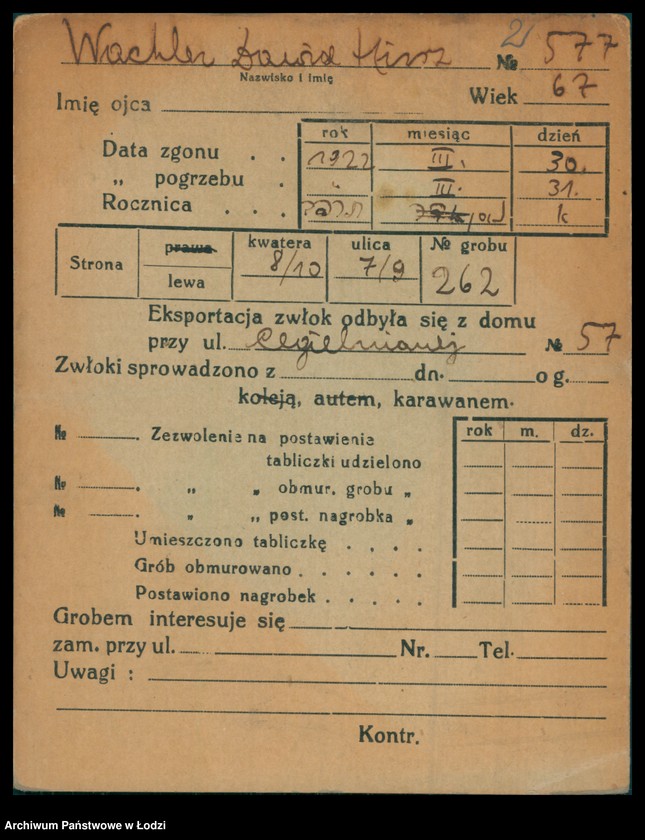 Wachler Dawid Hirsz 2/ № 577
Nazwisko i Imię
Imię ojca Wiek 67
rok miesiąc dzień
Data zgonu . . 1922 III. 30.
„ pogrzebu . „ III. 31.
Rocznica . . .
Strona prawa kwatera ulica № grobu
lewa 8/10 7/9 262
Eksportacja zwłok odbyła się z domu
przy ul. Cegielnianej № 57
Zwłoki sprowadzono z dn. o g.
koleją, autem, karawanem.
№ . Zezwolenie na postawienie rok m. dz.
tabliczki udzielono
№ . „ „ obmur. grobu „
№ . „ „ post. nagrobka „
Umieszczono tabliczkę . . . .
Grób obmurowano . . . . . .
Postawiono nagrobek . . . . .
Grobem interesuje się
zam. przy ul. Nr. Tel.
Uwagi :
Kontr.
Archiwum Państwowe w Łodzi